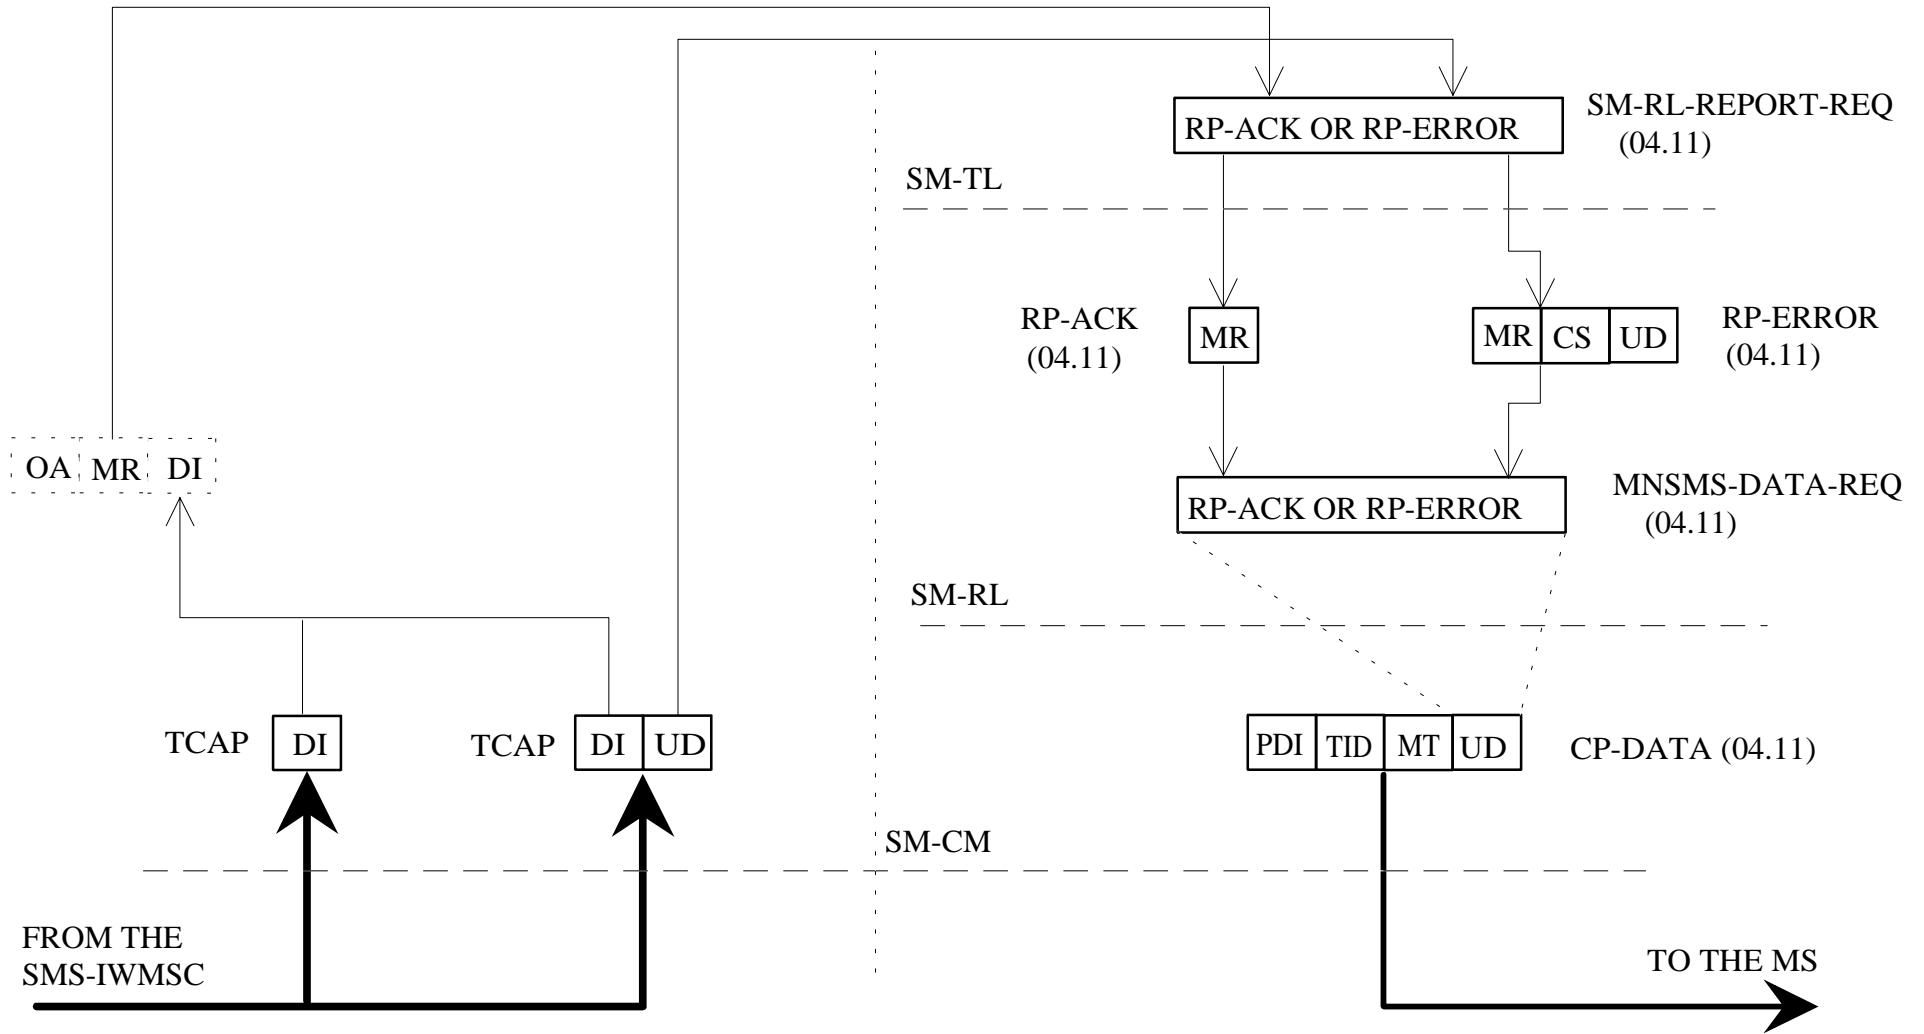 SM-RL-REPORT-REQ
(04.11)
RP-ACK OR RP-ERROR
SM-TL
RP-ACK
(04.11)
MR
MR CS UD
RP-ERROR
(04.11)
OA MR DI
RP-ACK OR RP-ERROR
MNSMS-DATA-REQ
(04.11)
SM-RL
TCAP DI
TCAP DI UD
PDI TID MT UD
CP-DATA (04.11)
SM-CM
FROM THE
SMS-IWMSC
TO THE MS